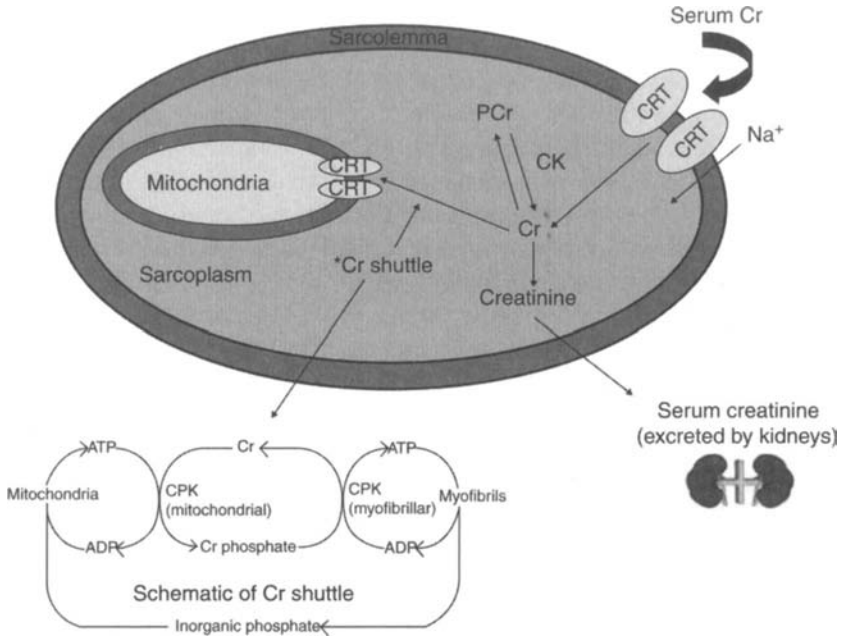 Serum Cr
Sarcolemma
CRT
CRT
Na⁺
PCr
CK
CRT
CRT
Mitochondria
Cr
*Cr shuttle
Sarcoplasm
Creatinine
Serum creatinine
(excreted by kidneys)
ATP
Cr
ATP
Mitochondria
CPK
(mitochondrial)
CPK
(myofibrillar)
Myofibrils
ADP
Cr phosphate
ADP
Schematic of Cr shuttle
Inorganic phosphate